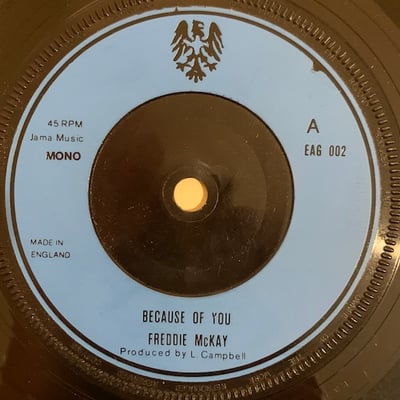 45 RPM
Jama Music
MONO
A
EAG 002
MADE IN
ENGLAND
BECAUSE OF YOU
FREDDIE McKAY
Produced by L. Campbell